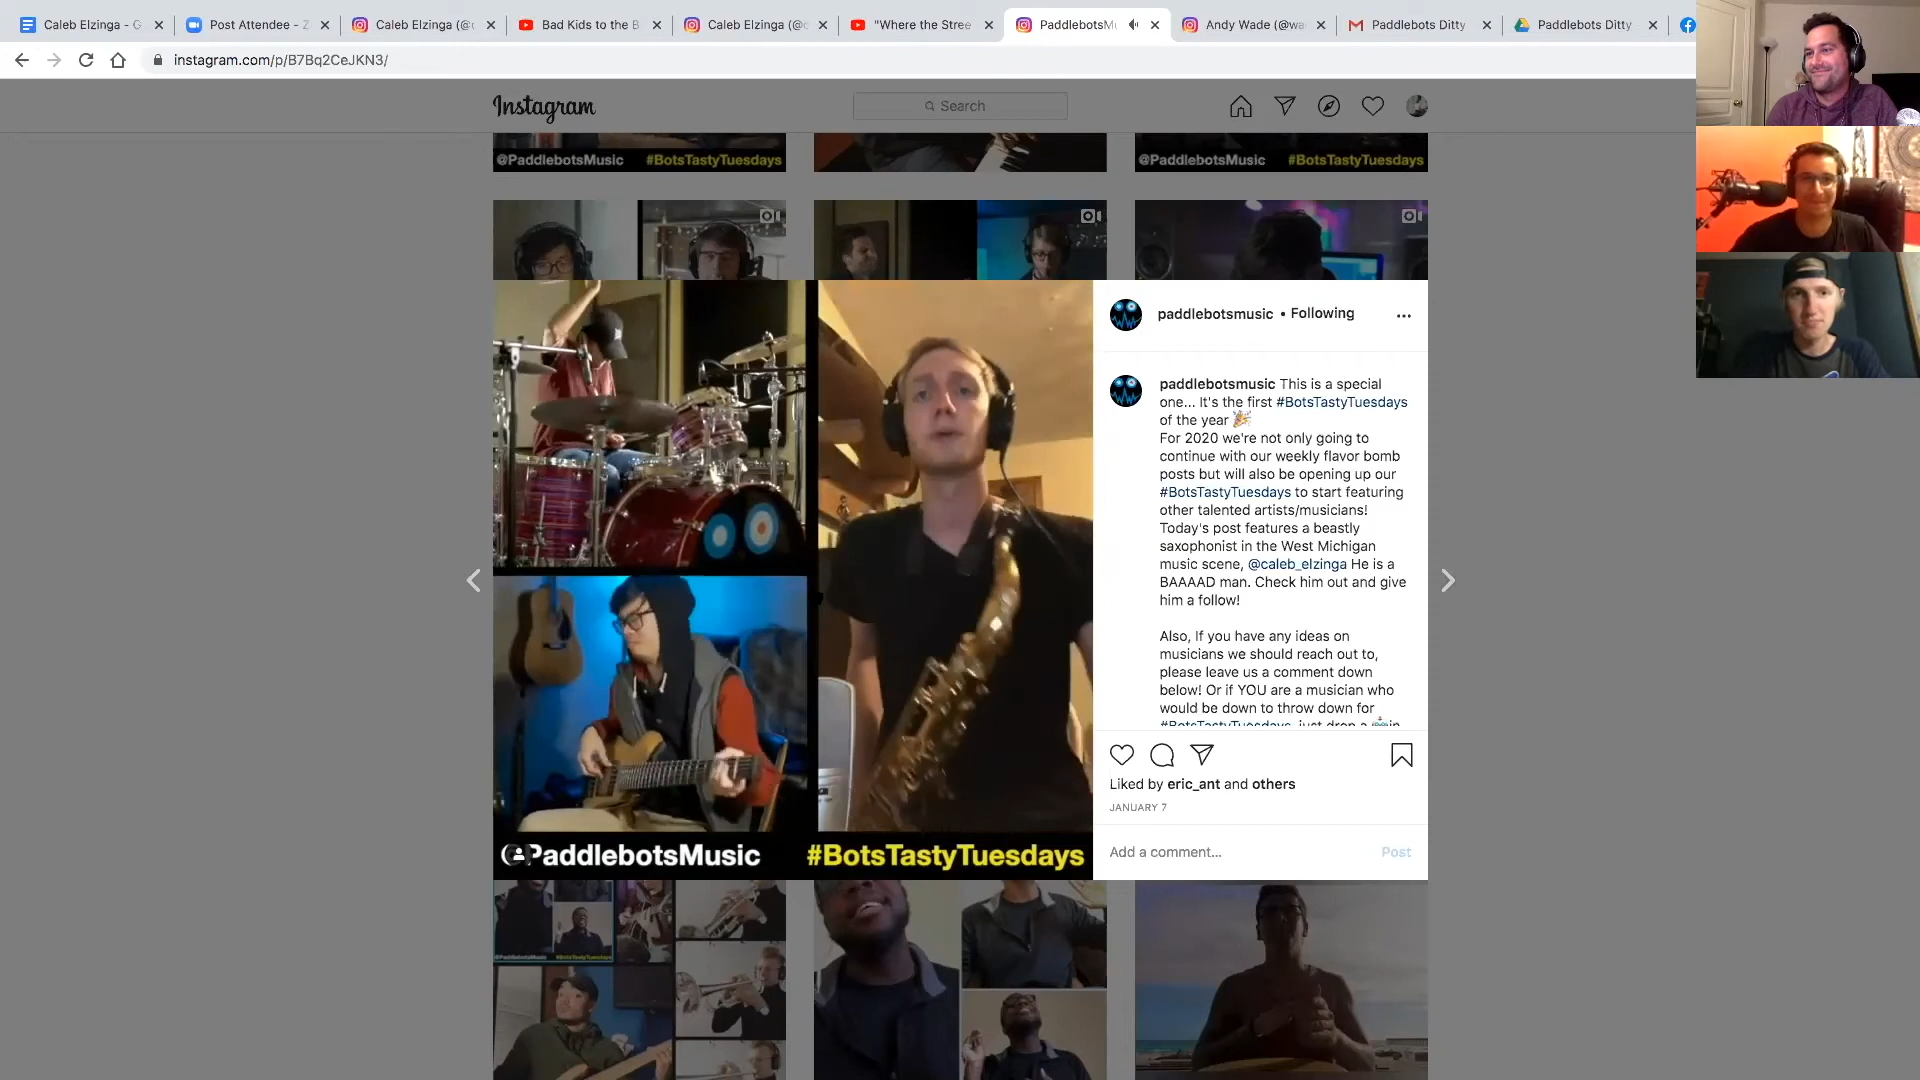 Caleb Elzinga - G
Post Attendee - Z
Caleb Elzinga (@c
Bad Kids to the B
Caleb Elzinga (@c
"Where the Stree
PaddlebotsMu
Andy Wade (@wa
Paddlebots Ditty
Paddlebots Ditty
instagram.com/p/B7Bq2CeJKN3/
Instagram
Search
@PaddlebotsMusic #BotsTastyTuesdays
@PaddlebotsMusic #BotsTastyTuesdays
paddlebotsmusic • Following
paddlebotsmusic This is a special
one... It's the first #BotsTastyTuesdays
of the year 🎉
For 2020 we're not only going to
continue with our weekly flavor bomb
posts but will also be opening up our
#BotsTastyTuesdays to start featuring
other talented artists/musicians!
Today's post features a beastly
saxophonist in the West Michigan
music scene, @caleb_elzinga He is a
BAAAAD man. Check him out and give
him a follow!
Also, If you have any ideas on
musicians we should reach out to,
please leave us a comment down
below! Or if YOU are a musician who
would be down to throw down for
#BotsTastyTuesdays, just drop a
Liked by eric_ant and others
JANUARY 7
Add a comment... Post
@PaddlebotsMusic #BotsTastyTuesdays
@PaddlebotsMusic #BotsTastyTuesdays